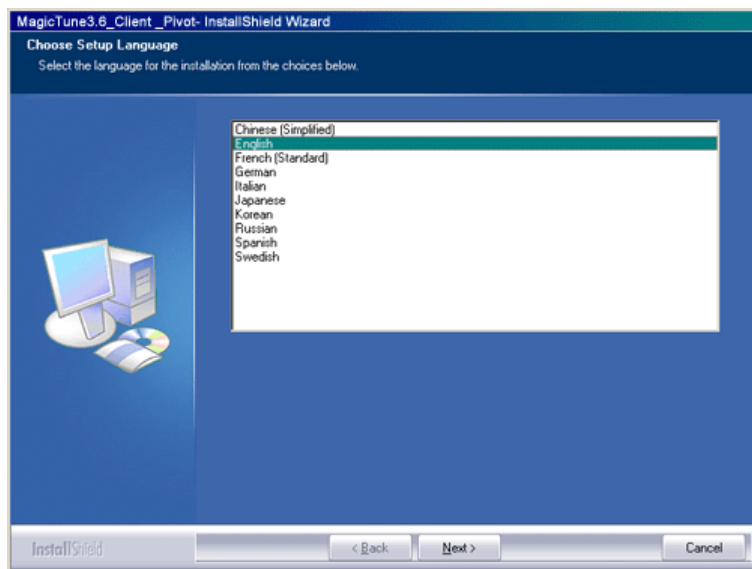 MagicTune3.6_Client _Pivot- InstallShield Wizard
Choose Setup Language
Select the language for the installation from the choices below.
Chinese (Simplified)
English
French (Standard)
German
Italian
Japanese
Korean
Russian
Spanish
Swedish
InstallShield
< Back
Next >
Cancel